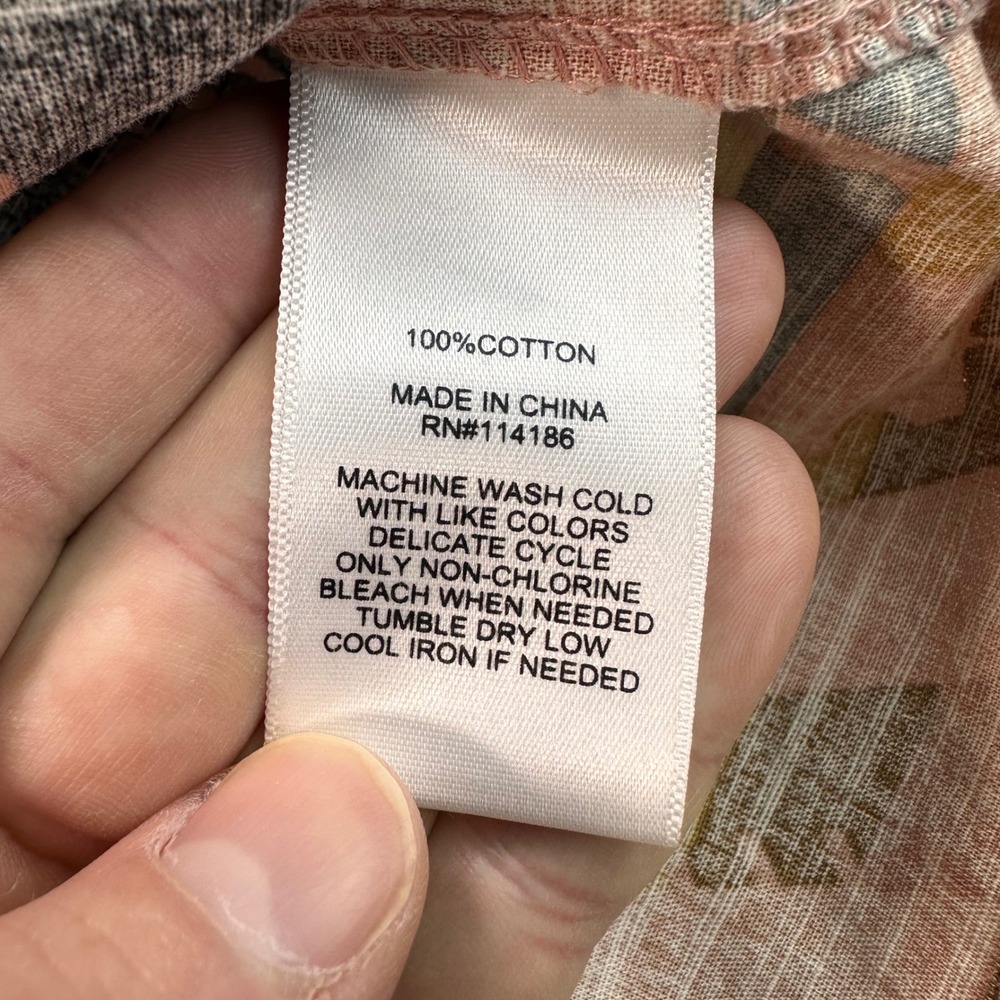 100%COTTON
MADE IN CHINA
RN#114186
MACHINE WASH COLD
WITH LIKE COLORS
DELICATE CYCLE
ONLY NON-CHLORINE
BLEACH WHEN NEEDED
TUMBLE DRY LOW
COOL IRON IF NEEDED